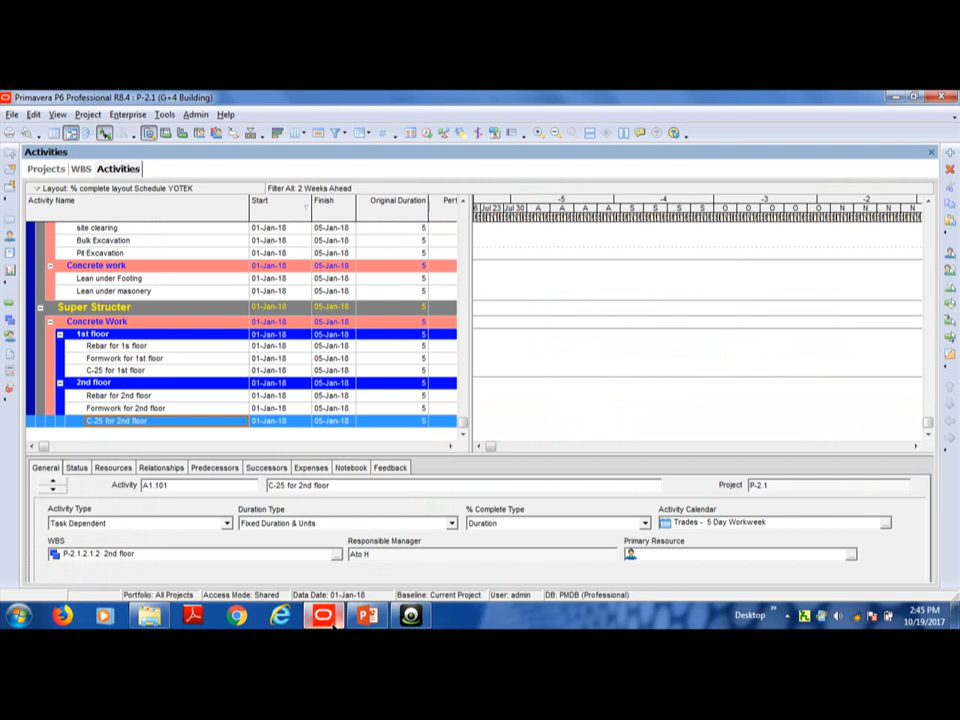 Primavera P6 Professional R8.4 : P-2.1 (G+4 Building)
File Edit View Project Enterprise Tools Admin Help
Activities
Projects WBS Activities
Layout: % complete layout Schedule YOTEK Filter All: 2 Weeks Ahead
Activity Name Start Finish Original Duration
-5 -4 -3 -2
Jul 23 Jul 30 A A A A S S S S O O O O O N N N
site clearing 01-Jan-18 05-Jan-18 5
Bulk Excavation 01-Jan-18 05-Jan-18 5
Pit Excavation 01-Jan-18 05-Jan-18 5
Concrete work 01-Jan-18 05-Jan-18 5
Lean under Footing 01-Jan-18 05-Jan-18 5
Lean under masonery 01-Jan-18 05-Jan-18 5
Super Structer 01-Jan-18 05-Jan-18 5
Concrete Work 01-Jan-18 05-Jan-18 5
1st floor 01-Jan-18 05-Jan-18 5
Rebar for 1s floor 01-Jan-18 05-Jan-18 5
Formwork for 1st floor 01-Jan-18 05-Jan-18 5
C-25 for 1st floor 01-Jan-18 05-Jan-18 5
2nd floor 01-Jan-18 05-Jan-18 5
Rebar for 2nd floor 01-Jan-18 05-Jan-18 5
Formwork for 2nd floor 01-Jan-18 05-Jan-18 5
C-25 for 2nd floor 01-Jan-18 05-Jan-18 5
General Status Resources Relationships Predecessors Successors Expenses Notebook Feedback
Activity A1.101 C-25 for 2nd floor Project P-2.1
Activity Type Duration Type % Complete Type Activity Calendar
Task Dependent Fixed Duration & Units Duration Trades - 5 Day Workweek
WBS Responsible Manager Primary Resource
P-2.1.2.1.2 2nd floor Ato H
Portfolio: All Projects Access Mode: Shared Data Date: 01-Jan-18 Baseline: Current Project User: admin DB: PMDB (Professional)
Desktop 2:45 PM
10/19/2017